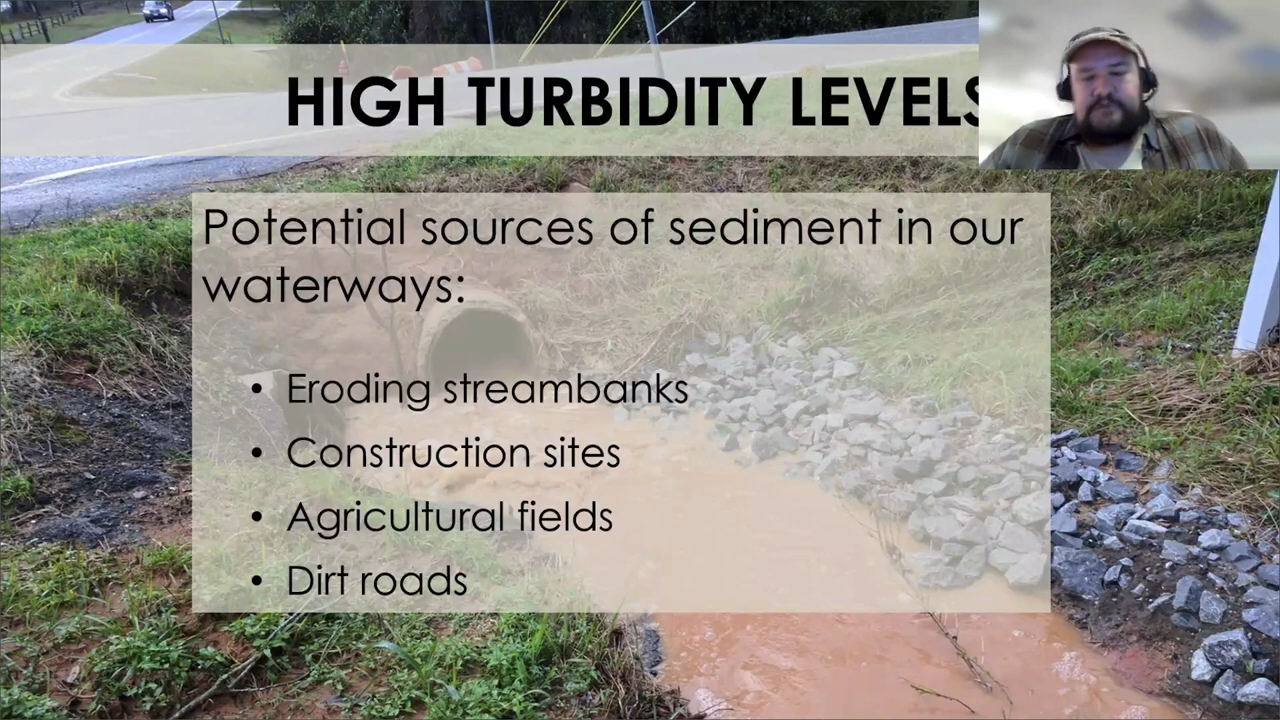 HIGH TURBIDITY LEVELS
Potential sources of sediment in our
waterways:
• Eroding streambanks
• Construction sites
• Agricultural fields
• Dirt roads